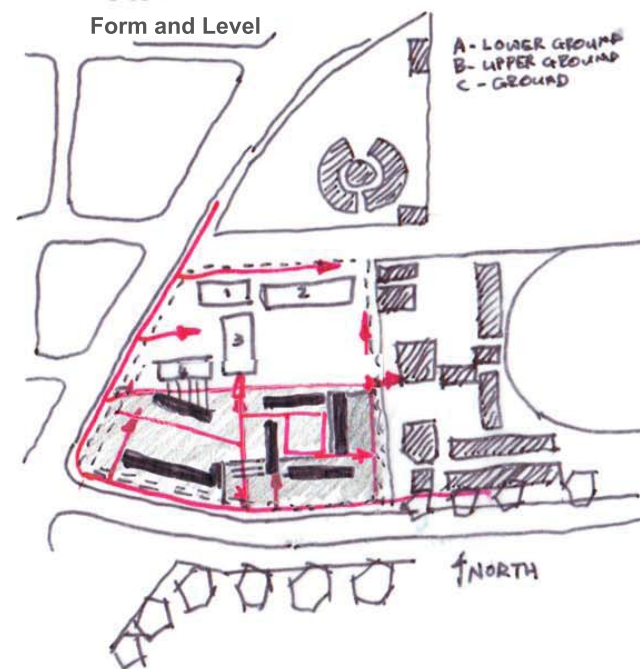 Form and Level
A - LOWER GROUND
B - UPPER GROUND
C - GROUND
1
2
3
NORTH